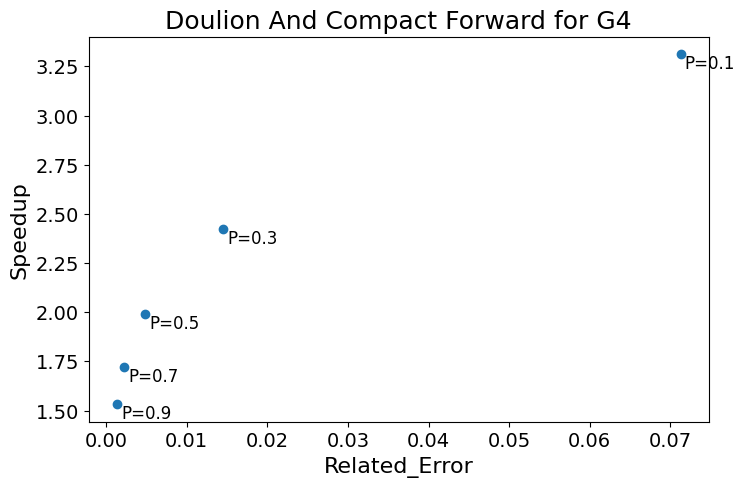 Doulion And Compact Forward for G4
Speedup
3.25
3.00
2.75
2.50
2.25
2.00
1.75
1.50
P=0.1
P=0.3
P=0.5
P=0.7
P=0.9
0.00 0.01 0.02 0.03 0.04 0.05 0.06 0.07
Related_Error